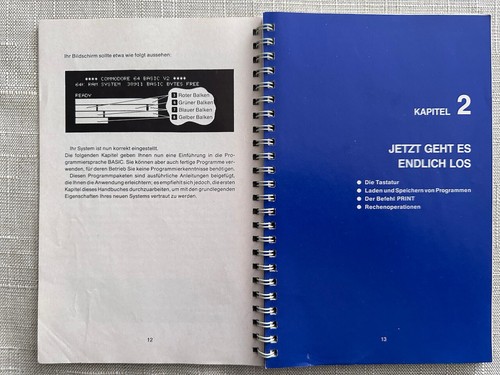 Ihr Bildschirm sollte etwa wie folgt aussehen:
**** COMMODORE 64 BASIC V2 ****
64K RAM SYSTEM 38911 BASIC BYTES FREE
READY
Roter Balken
Grüner Balken
Blauer Balken
Gelber Balken
Ihr System ist nun korrekt eingestellt.
Die folgenden Kapitel geben Ihnen nun eine Einführung in die Pro-
grammiersprache BASIC. Sie können aber auch fertige Programme ver-
wenden, für deren Betrieb Sie keine Programmierkenntnisse benötigen.
Diesen Programmpaketen sind ausführliche Anleitungen beigefügt,
die Ihnen die Anwendung erleichtern; es empfiehlt sich jedoch, die ersten
Kapitel dieses Handbuches durchzuarbeiten, um mit den grundlegenden
Eigenschaften Ihres neuen Systems vertraut zu werden.
12
KAPITEL 2
JETZT GEHT ES
ENDLICH LOS
● Die Tastatur
● Laden und Speichern von Programmen
● Der Befehl PRINT
● Rechenoperationen
13